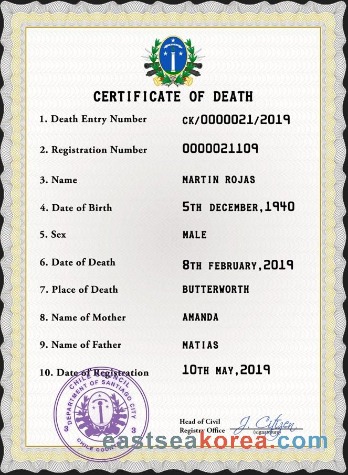 CERTIFICATE OF DEATH
1. Death Entry Number CK/0000021/2019
2. Registration Number 0000021109
3. Name MARTIN ROJAS
4. Date of Birth 5TH DECEMBER,1940
5. Sex MALE
6. Date of Death 8TH FEBRUARY,2019
7. Place of Death BUTTERWORTH
8. Name of Mother AMANDA
9. Name of Father MATIAS
10. Date of Registration 10TH MAY,2019
DEPARTMENT OF SANTIAGO CITY
Head of Civil
Registry Office
J. Citizen
eastseakorea.com